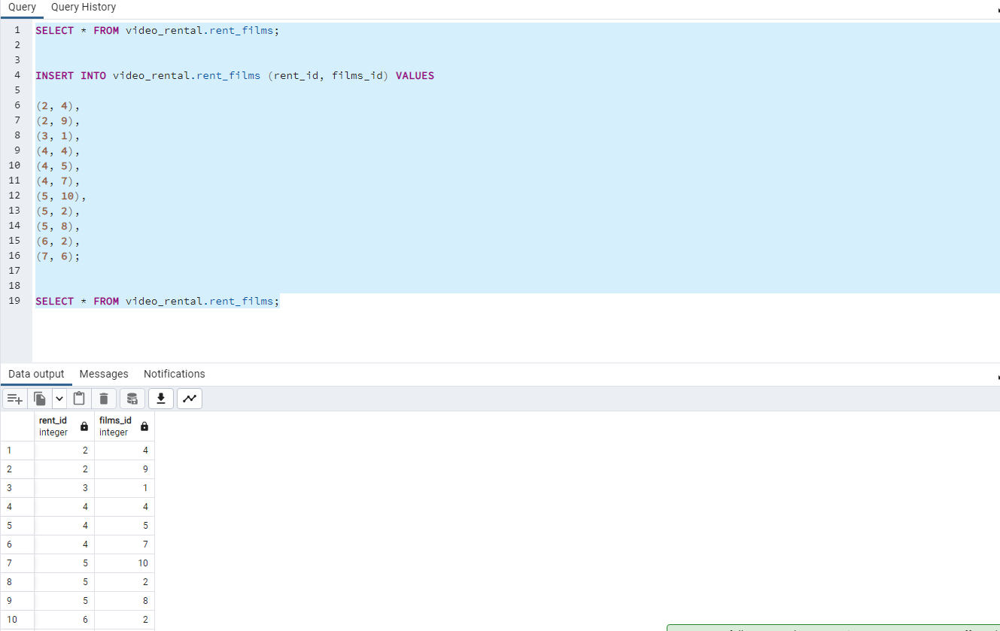 Query Query History
1 SELECT * FROM video_rental.rent_films;
2
3
4 INSERT INTO video_rental.rent_films (rent_id, films_id) VALUES
5
6 (2, 4),
7 (2, 9),
8 (3, 1),
9 (4, 4),
10 (4, 5),
11 (4, 7),
12 (5, 10),
13 (5, 2),
14 (5, 8),
15 (6, 2),
16 (7, 6);
17
18
19 SELECT * FROM video_rental.rent_films;
Data output Messages Notifications
rent_id films_id
integer integer
1 2 4
2 2 9
3 3 1
4 4 4
5 4 5
6 4 7
7 5 10
8 5 2
9 5 8
10 6 2